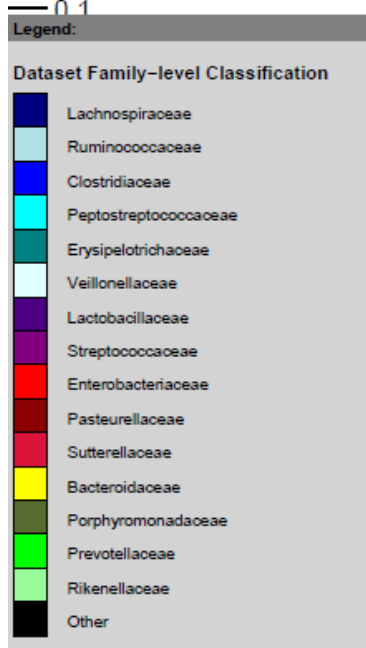 0.1
Legend:
Dataset Family−level Classification
Lachnospiraceae
Ruminococcaceae
Clostridiaceae
Peptostreptococcaceae
Erysipelotrichaceae
Veillonellaceae
Lactobacillaceae
Streptococcaceae
Enterobacteriaceae
Pasteurellaceae
Sutterellaceae
Bacteroidaceae
Porphyromonadaceae
Prevotellaceae
Rikenellaceae
Other